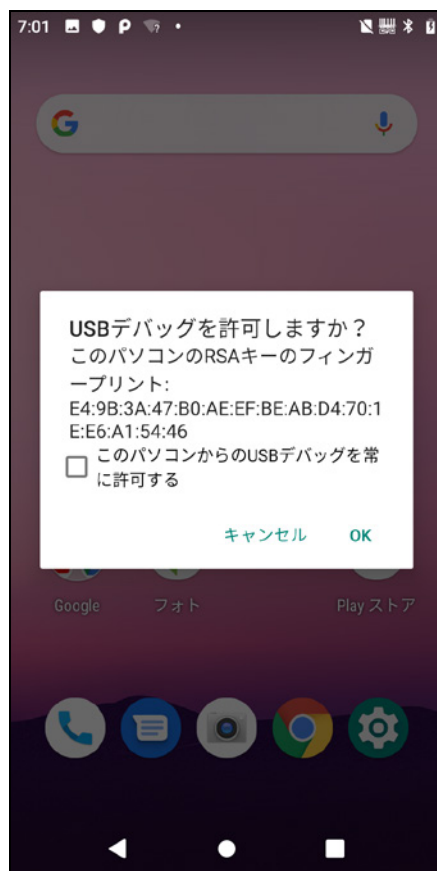 7:01
USBデバッグを許可しますか？
このパソコンのRSAキーのフィンガ
ープリント:
E4:9B:3A:47:B0:AE:EF:BE:AB:D4:70:1
E:E6:A1:54:46
このパソコンからのUSBデバッグを常
に許可する
キャンセル OK
Google フォト Play ストア